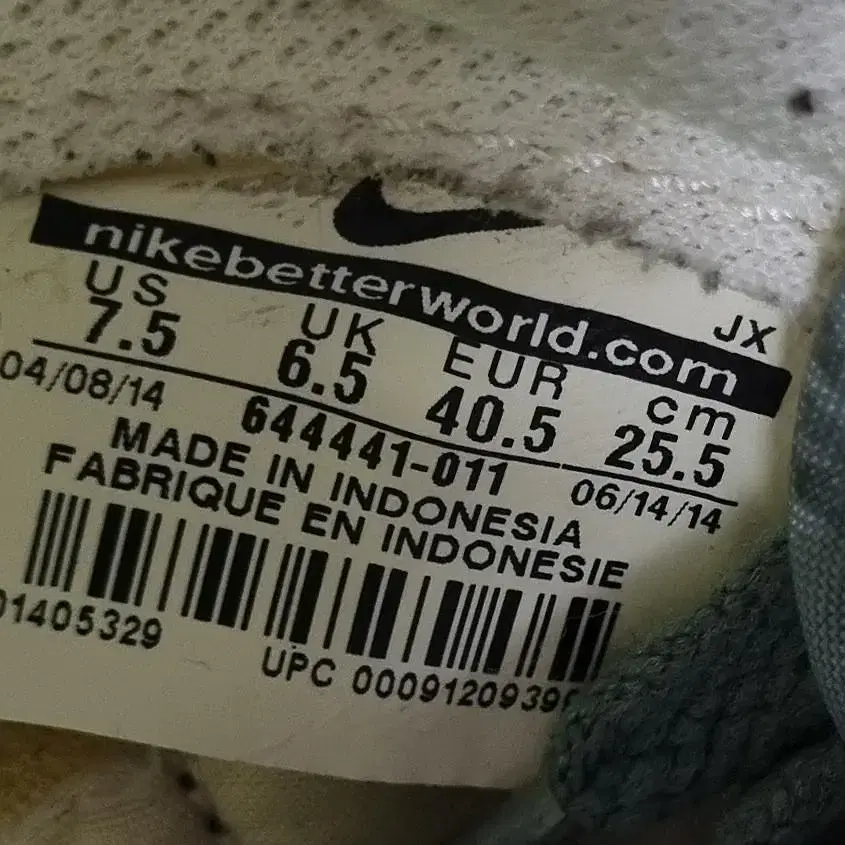 nikebetterworld.com
JX
US UK EUR cm
7.5 6.5 40.5 25.5
04/08/14 644441-011 06/14/14
MADE IN INDONESIA
FABRIQUE EN INDONESIE
01405329
UPC 0009120939